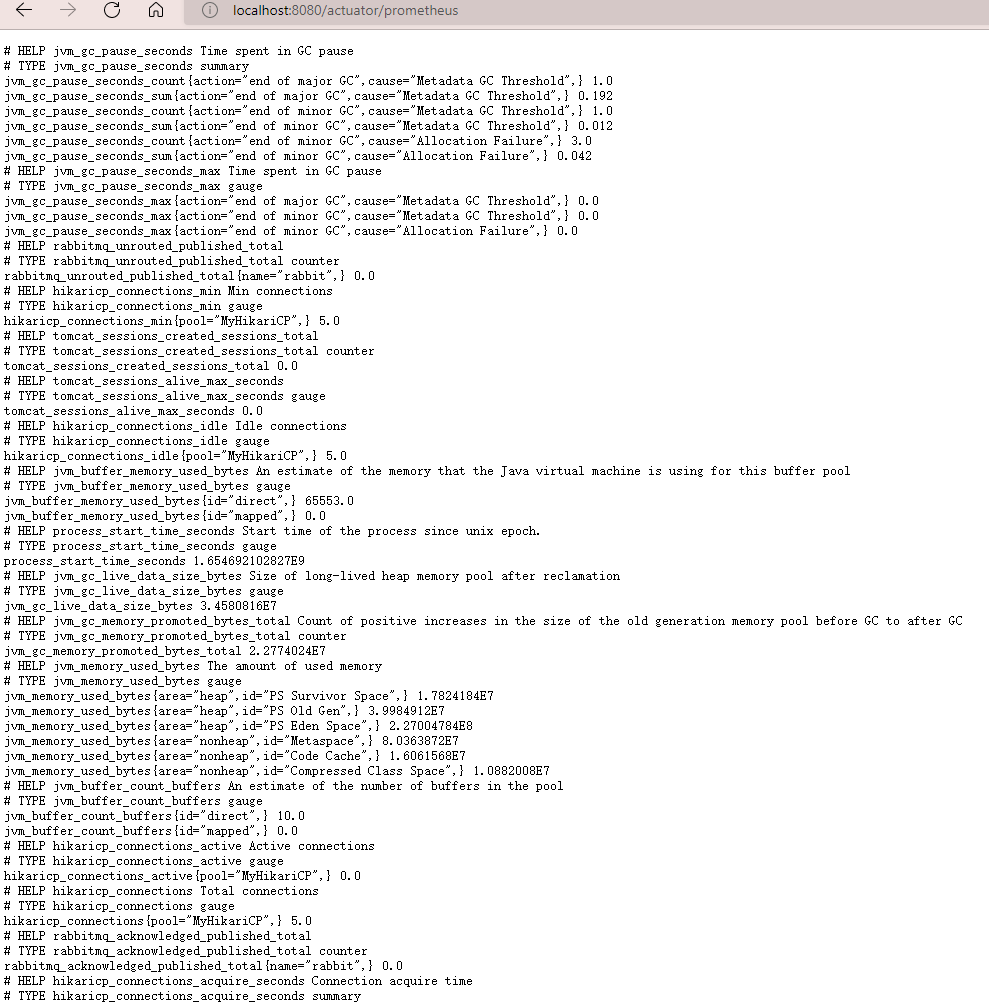 localhost:8080/actuator/prometheus
# HELP jvm_gc_pause_seconds Time spent in GC pause
# TYPE jvm_gc_pause_seconds summary
jvm_gc_pause_seconds_count{action="end of major GC",cause="Metadata GC Threshold",} 1.0
jvm_gc_pause_seconds_sum{action="end of major GC",cause="Metadata GC Threshold",} 0.192
jvm_gc_pause_seconds_count{action="end of minor GC",cause="Metadata GC Threshold",} 1.0
jvm_gc_pause_seconds_sum{action="end of minor GC",cause="Metadata GC Threshold",} 0.012
jvm_gc_pause_seconds_count{action="end of minor GC",cause="Allocation Failure",} 3.0
jvm_gc_pause_seconds_sum{action="end of minor GC",cause="Allocation Failure",} 0.042
# HELP jvm_gc_pause_seconds_max Time spent in GC pause
# TYPE jvm_gc_pause_seconds_max gauge
jvm_gc_pause_seconds_max{action="end of major GC",cause="Metadata GC Threshold",} 0.0
jvm_gc_pause_seconds_max{action="end of minor GC",cause="Metadata GC Threshold",} 0.0
jvm_gc_pause_seconds_max{action="end of minor GC",cause="Allocation Failure",} 0.0
# HELP rabbitmq_unrouted_published_total
# TYPE rabbitmq_unrouted_published_total counter
rabbitmq_unrouted_published_total{name="rabbit",} 0.0
# HELP hikaricp_connections_min Min connections
# TYPE hikaricp_connections_min gauge
hikaricp_connections_min{pool="MyHikariCP",} 5.0
# HELP tomcat_sessions_created_sessions_total
# TYPE tomcat_sessions_created_sessions_total counter
tomcat_sessions_created_sessions_total 0.0
# HELP tomcat_sessions_alive_max_seconds
# TYPE tomcat_sessions_alive_max_seconds gauge
tomcat_sessions_alive_max_seconds 0.0
# HELP hikaricp_connections_idle Idle connections
# TYPE hikaricp_connections_idle gauge
hikaricp_connections_idle{pool="MyHikariCP",} 5.0
# HELP jvm_buffer_memory_used_bytes An estimate of the memory that the Java virtual machine is using for this buffer pool
# TYPE jvm_buffer_memory_used_bytes gauge
jvm_buffer_memory_used_bytes{id="direct",} 65553.0
jvm_buffer_memory_used_bytes{id="mapped",} 0.0
# HELP process_start_time_seconds Start time of the process since unix epoch.
# TYPE process_start_time_seconds gauge
process_start_time_seconds 1.654692102827E9
# HELP jvm_gc_live_data_size_bytes Size of long-lived heap memory pool after reclamation
# TYPE jvm_gc_live_data_size_bytes gauge
jvm_gc_live_data_size_bytes 3.4580816E7
# HELP jvm_gc_memory_promoted_bytes_total Count of positive increases in the size of the old generation memory pool before GC to after GC
# TYPE jvm_gc_memory_promoted_bytes_total counter
jvm_gc_memory_promoted_bytes_total 2.2774024E7
# HELP jvm_memory_used_bytes The amount of used memory
# TYPE jvm_memory_used_bytes gauge
jvm_memory_used_bytes{area="heap",id="PS Survivor Space",} 1.7824184E7
jvm_memory_used_bytes{area="heap",id="PS Old Gen",} 3.9984912E7
jvm_memory_used_bytes{area="heap",id="PS Eden Space",} 2.27004784E8
jvm_memory_used_bytes{area="nonheap",id="Metaspace",} 8.0363872E7
jvm_memory_used_bytes{area="nonheap",id="Code Cache",} 1.6061568E7
jvm_memory_used_bytes{area="nonheap",id="Compressed Class Space",} 1.0882008E7
# HELP jvm_buffer_count_buffers An estimate of the number of buffers in the pool
# TYPE jvm_buffer_count_buffers gauge
jvm_buffer_count_buffers{id="direct",} 10.0
jvm_buffer_count_buffers{id="mapped",} 0.0
# HELP hikaricp_connections_active Active connections
# TYPE hikaricp_connections_active gauge
hikaricp_connections_active{pool="MyHikariCP",} 0.0
# HELP hikaricp_connections Total connections
# TYPE hikaricp_connections gauge
hikaricp_connections{pool="MyHikariCP",} 5.0
# HELP rabbitmq_acknowledged_published_total
# TYPE rabbitmq_acknowledged_published_total counter
rabbitmq_acknowledged_published_total{name="rabbit",} 0.0
# HELP hikaricp_connections_acquire_seconds Connection acquire time
# TYPE hikaricp_connections_acquire_seconds summary